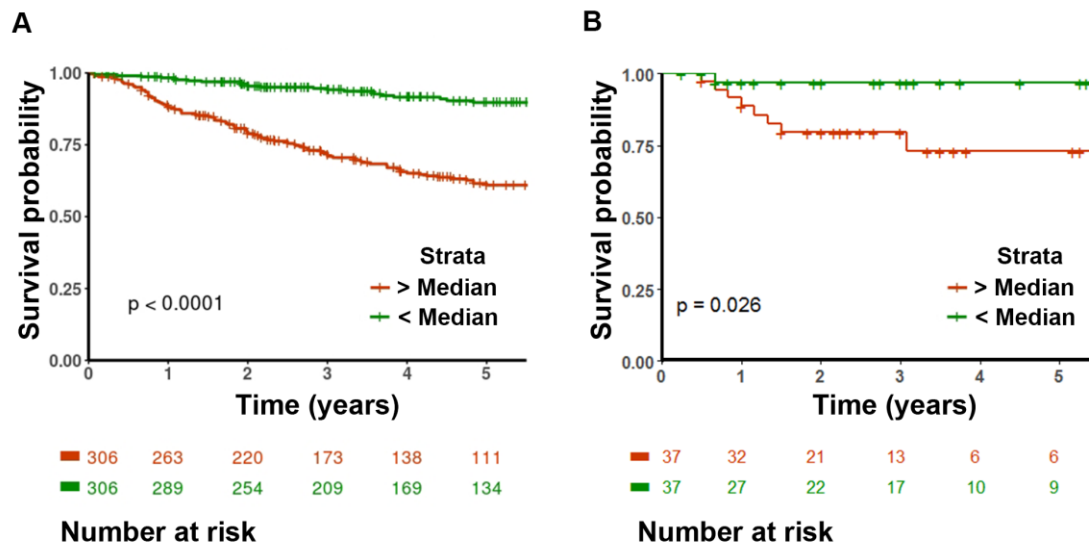 A
Survival probability
1.00
0.75
0.50
0.25
0.00
p < 0.0001
Strata
> Median
< Median
0 1 2 3 4 5
Time (years)
306 263 220 173 138 111
306 289 254 209 169 134
Number at risk
B
Survival probability
1.00
0.75
0.50
0.25
0.00
p = 0.026
Strata
> Median
< Median
0 1 2 3 4 5
Time (years)
37 32 21 13 6 6
37 27 22 17 10 9
Number at risk